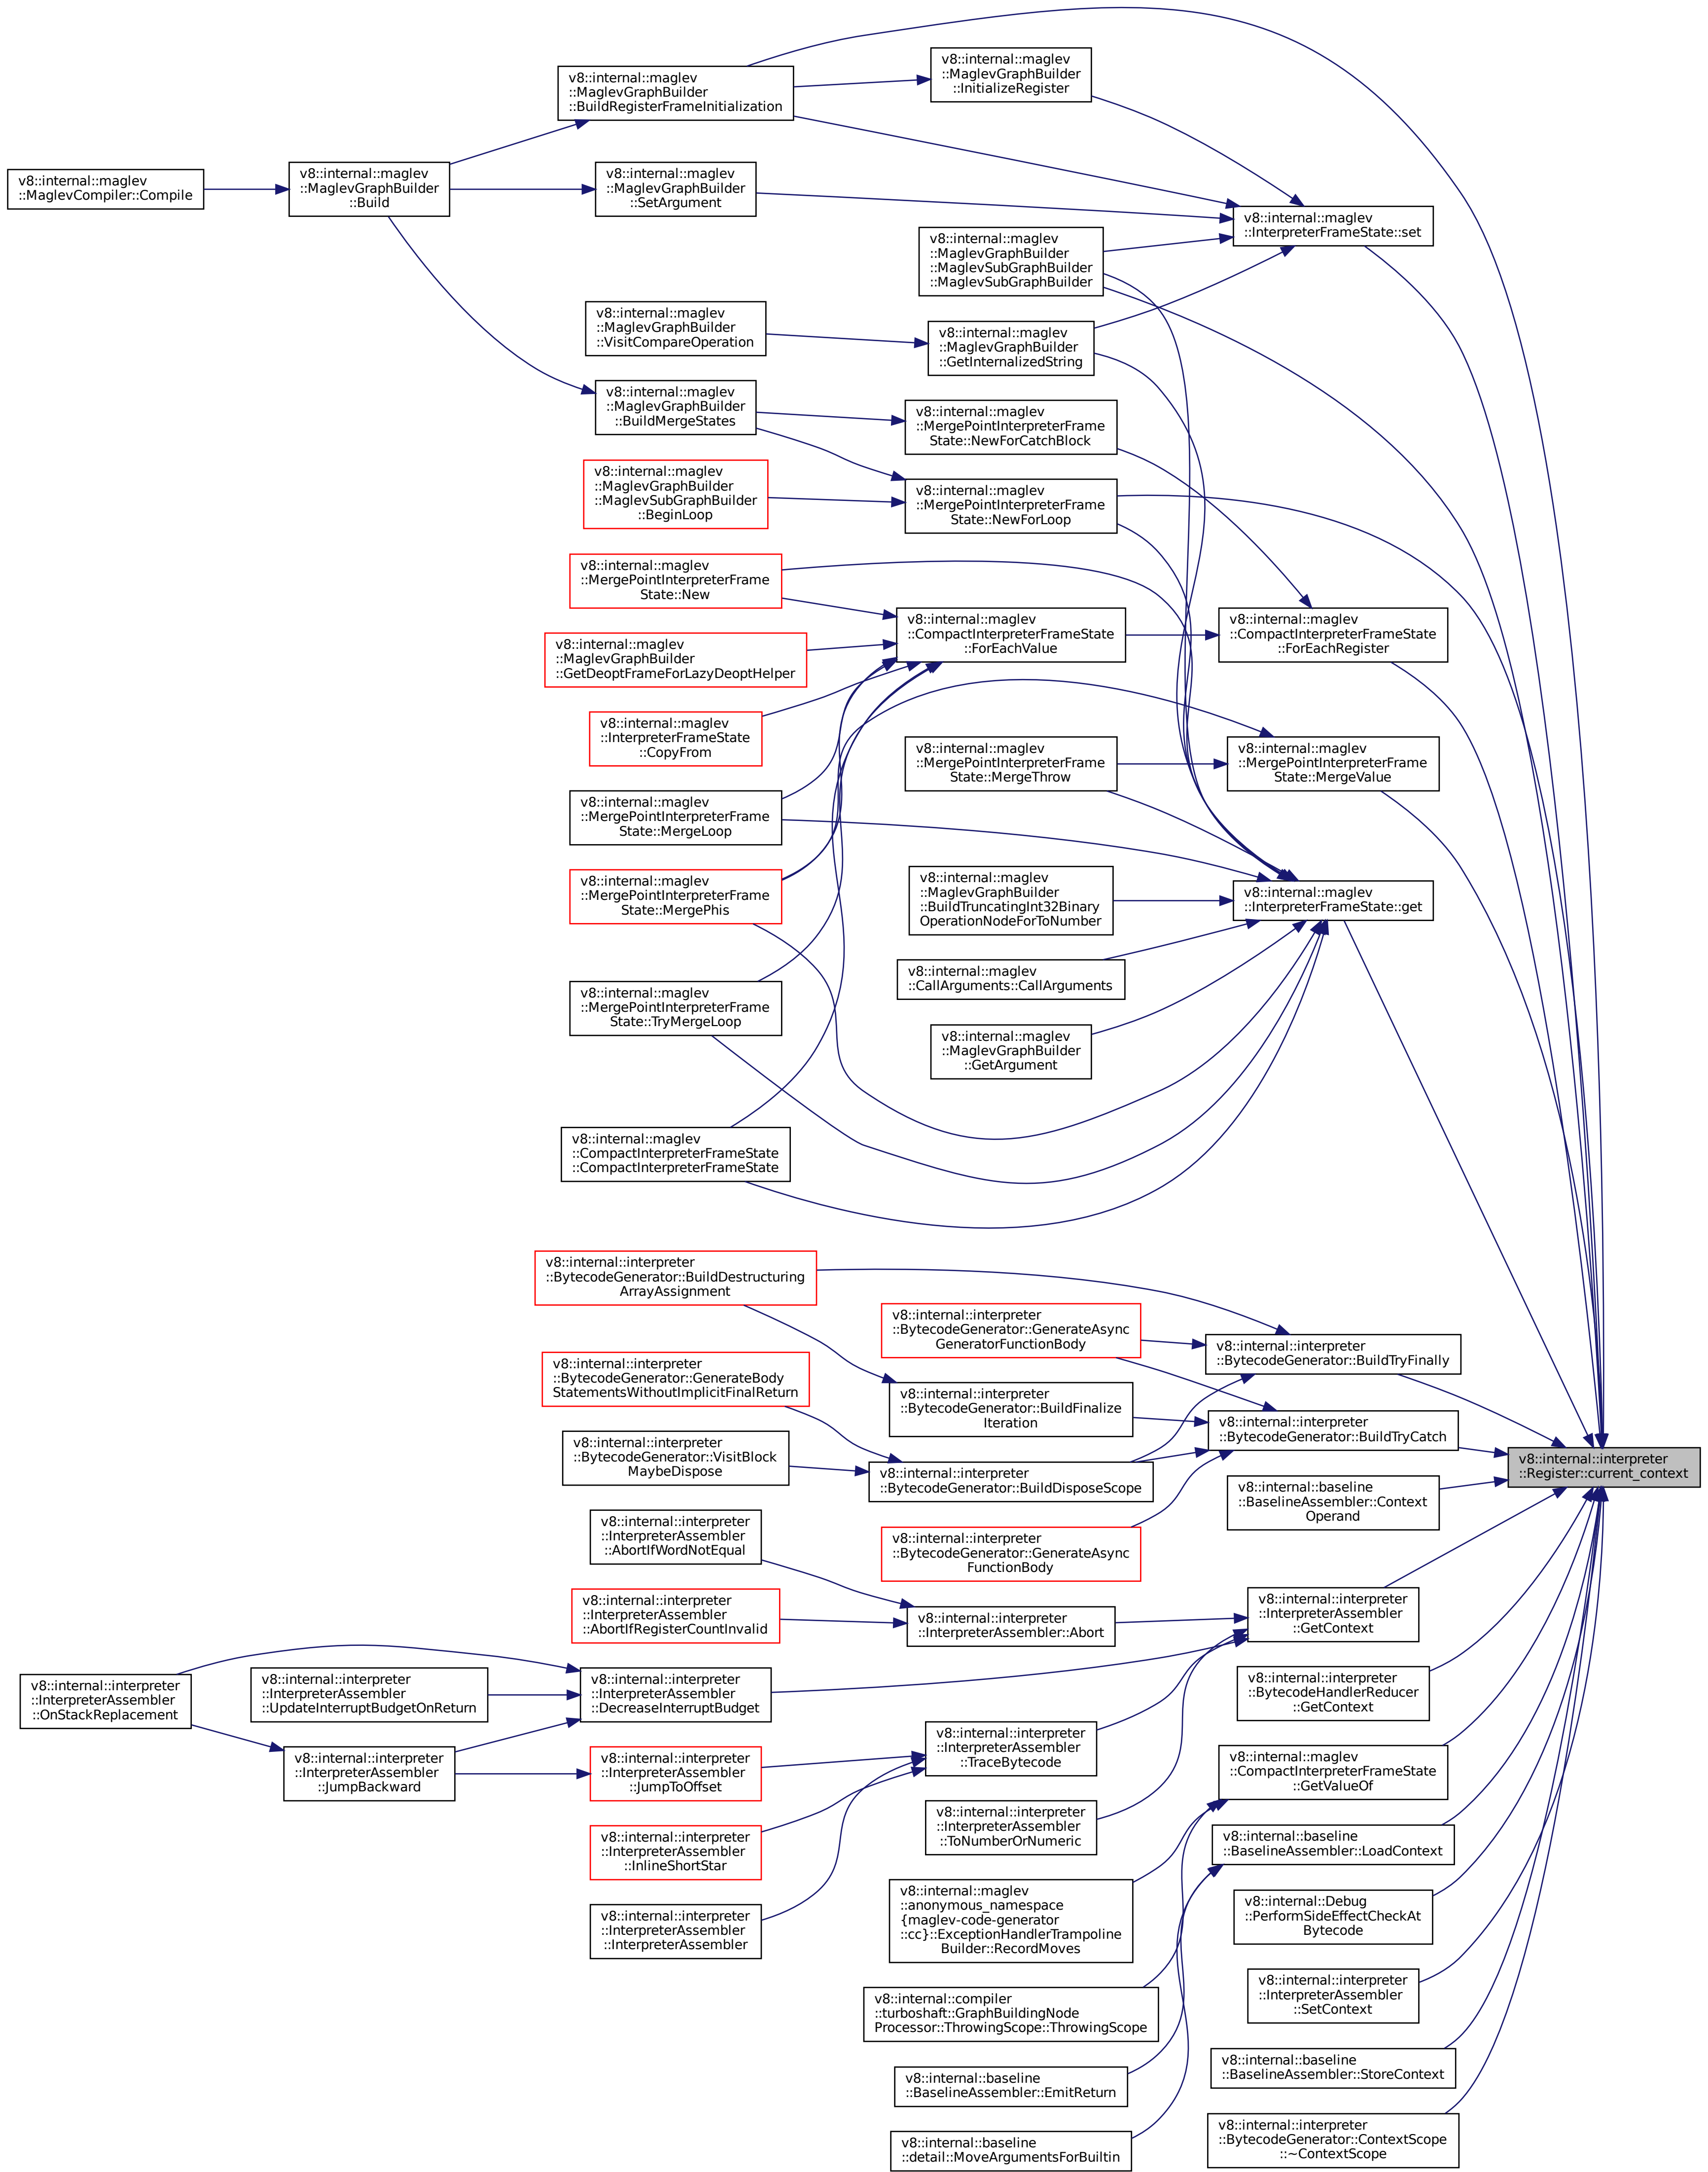 v8::internal::maglev
::MaglevGraphBuilder
::BuildRegisterFrameInitialization
v8::internal::maglev
::MaglevGraphBuilder
::InitializeRegister
v8::internal::maglev
::MaglevCompiler::Compile
v8::internal::maglev
::MaglevGraphBuilder
::Build
v8::internal::maglev
::MaglevGraphBuilder
::SetArgument
v8::internal::maglev
::InterpreterFrameState::set
v8::internal::maglev
::MaglevGraphBuilder
::MaglevSubGraphBuilder
::MaglevSubGraphBuilder
v8::internal::maglev
::MaglevGraphBuilder
::VisitCompareOperation
v8::internal::maglev
::MaglevGraphBuilder
::GetInternalizedString
v8::internal::maglev
::MaglevGraphBuilder
::BuildMergeStates
v8::internal::maglev
::MergePointInterpreterFrame
State::NewForCatchBlock
v8::internal::maglev
::MaglevGraphBuilder
::MaglevSubGraphBuilder
::BeginLoop
v8::internal::maglev
::MergePointInterpreterFrame
State::NewForLoop
v8::internal::maglev
::MergePointInterpreterFrame
State::New
v8::internal::maglev
::CompactInterpreterFrameState
::ForEachValue
v8::internal::maglev
::CompactInterpreterFrameState
::ForEachRegister
v8::internal::maglev
::MaglevGraphBuilder
::GetDeoptFrameForLazyDeoptHelper
v8::internal::maglev
::InterpreterFrameState
::CopyFrom
v8::internal::maglev
::MergePointInterpreterFrame
State::MergeThrow
v8::internal::maglev
::MergePointInterpreterFrame
State::MergeValue
v8::internal::maglev
::MergePointInterpreterFrame
State::MergeLoop
v8::internal::maglev
::MergePointInterpreterFrame
State::MergePhis
v8::internal::maglev
::MaglevGraphBuilder
::BuildTruncatingInt32Binary
OperationNodeForToNumber
v8::internal::maglev
::InterpreterFrameState::get
v8::internal::maglev
::CallArguments::CallArguments
v8::internal::maglev
::MergePointInterpreterFrame
State::TryMergeLoop
v8::internal::maglev
::MaglevGraphBuilder
::GetArgument
v8::internal::maglev
::CompactInterpreterFrameState
::CompactInterpreterFrameState
v8::internal::interpreter
::BytecodeGenerator::BuildDestructuring
ArrayAssignment
v8::internal::interpreter
::BytecodeGenerator::GenerateAsync
GeneratorFunctionBody
v8::internal::interpreter
::BytecodeGenerator::BuildTryFinally
v8::internal::interpreter
::BytecodeGenerator::GenerateBody
StatementsWithoutImplicitFinalReturn
v8::internal::interpreter
::BytecodeGenerator::BuildFinalize
Iteration
v8::internal::interpreter
::BytecodeGenerator::BuildTryCatch
v8::internal::interpreter
::BytecodeGenerator::VisitBlock
MaybeDispose
v8::internal::interpreter
::BytecodeGenerator::BuildDisposeScope
v8::internal::interpreter
::Register::current_context
v8::internal::baseline
::BaselineAssembler::Context
Operand
v8::internal::interpreter
::InterpreterAssembler
::AbortIfWordNotEqual
v8::internal::interpreter
::BytecodeGenerator::GenerateAsync
FunctionBody
v8::internal::interpreter
::InterpreterAssembler
::AbortIfRegisterCountInvalid
v8::internal::interpreter
::InterpreterAssembler::Abort
v8::internal::interpreter
::InterpreterAssembler
::GetContext
v8::internal::interpreter
::InterpreterAssembler
::OnStackReplacement
v8::internal::interpreter
::InterpreterAssembler
::UpdateInterruptBudgetOnReturn
v8::internal::interpreter
::InterpreterAssembler
::DecreaseInterruptBudget
v8::internal::interpreter
::BytecodeHandlerReducer
::GetContext
v8::internal::interpreter
::InterpreterAssembler
::JumpBackward
v8::internal::interpreter
::InterpreterAssembler
::JumpToOffset
v8::internal::interpreter
::InterpreterAssembler
::TraceBytecode
v8::internal::maglev
::CompactInterpreterFrameState
::GetValueOf
v8::internal::interpreter
::InterpreterAssembler
::InlineShortStar
v8::internal::interpreter
::InterpreterAssembler
::ToNumberOrNumeric
v8::internal::baseline
::BaselineAssembler::LoadContext
v8::internal::interpreter
::InterpreterAssembler
::InterpreterAssembler
v8::internal::maglev
::anonymous_namespace
{maglev-code-generator
::cc}::ExceptionHandlerTrampoline
Builder::RecordMoves
v8::internal::Debug
::PerformSideEffectCheckAt
Bytecode
v8::internal::compiler
::turboshaft::GraphBuildingNode
Processor::ThrowingScope::ThrowingScope
v8::internal::interpreter
::InterpreterAssembler
::SetContext
v8::internal::baseline
::BaselineAssembler::EmitReturn
v8::internal::baseline
::BaselineAssembler::StoreContext
v8::internal::baseline
::detail::MoveArgumentsForBuiltin
v8::internal::interpreter
::BytecodeGenerator::ContextScope
::~ContextScope